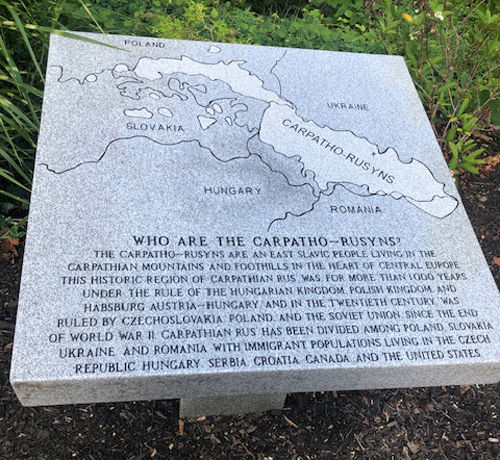 POLAND
UKRAINE
SLOVAKIA
CARPATHO-RUSYNS
HUNGARY
ROMANIA
WHO ARE THE CARPATHO-RUSYNS?
THE CARPATHO-RUSYNS ARE AN EAST SLAVIC PEOPLE LIVING IN THE
CARPATHIAN MOUNTAINS AND FOOTHILLS IN THE HEART OF CENTRAL EUROPE.
THIS HISTORIC REGION OF CARPATHIAN RUS WAS FOR MORE THAN 1000 YEARS
UNDER THE RULE OF THE HUNGARIAN KINGDOM, POLISH KINGDOM AND
HABSBURG AUSTRIA-HUNGARY, AND IN THE TWENTIETH CENTURY WAS
RULED BY CZECHOSLOVAKIA, POLAND, AND THE SOVIET UNION. SINCE THE END
OF WORLD WAR II CARPATHIAN RUS HAS BEEN DIVIDED AMONG POLAND, SLOVAKIA,
UKRAINE, AND ROMANIA, WITH IMMIGRANT POPULATIONS LIVING IN THE CZECH
REPUBLIC, HUNGARY, SERBIA, CROATIA, CANADA, AND THE UNITED STATES.